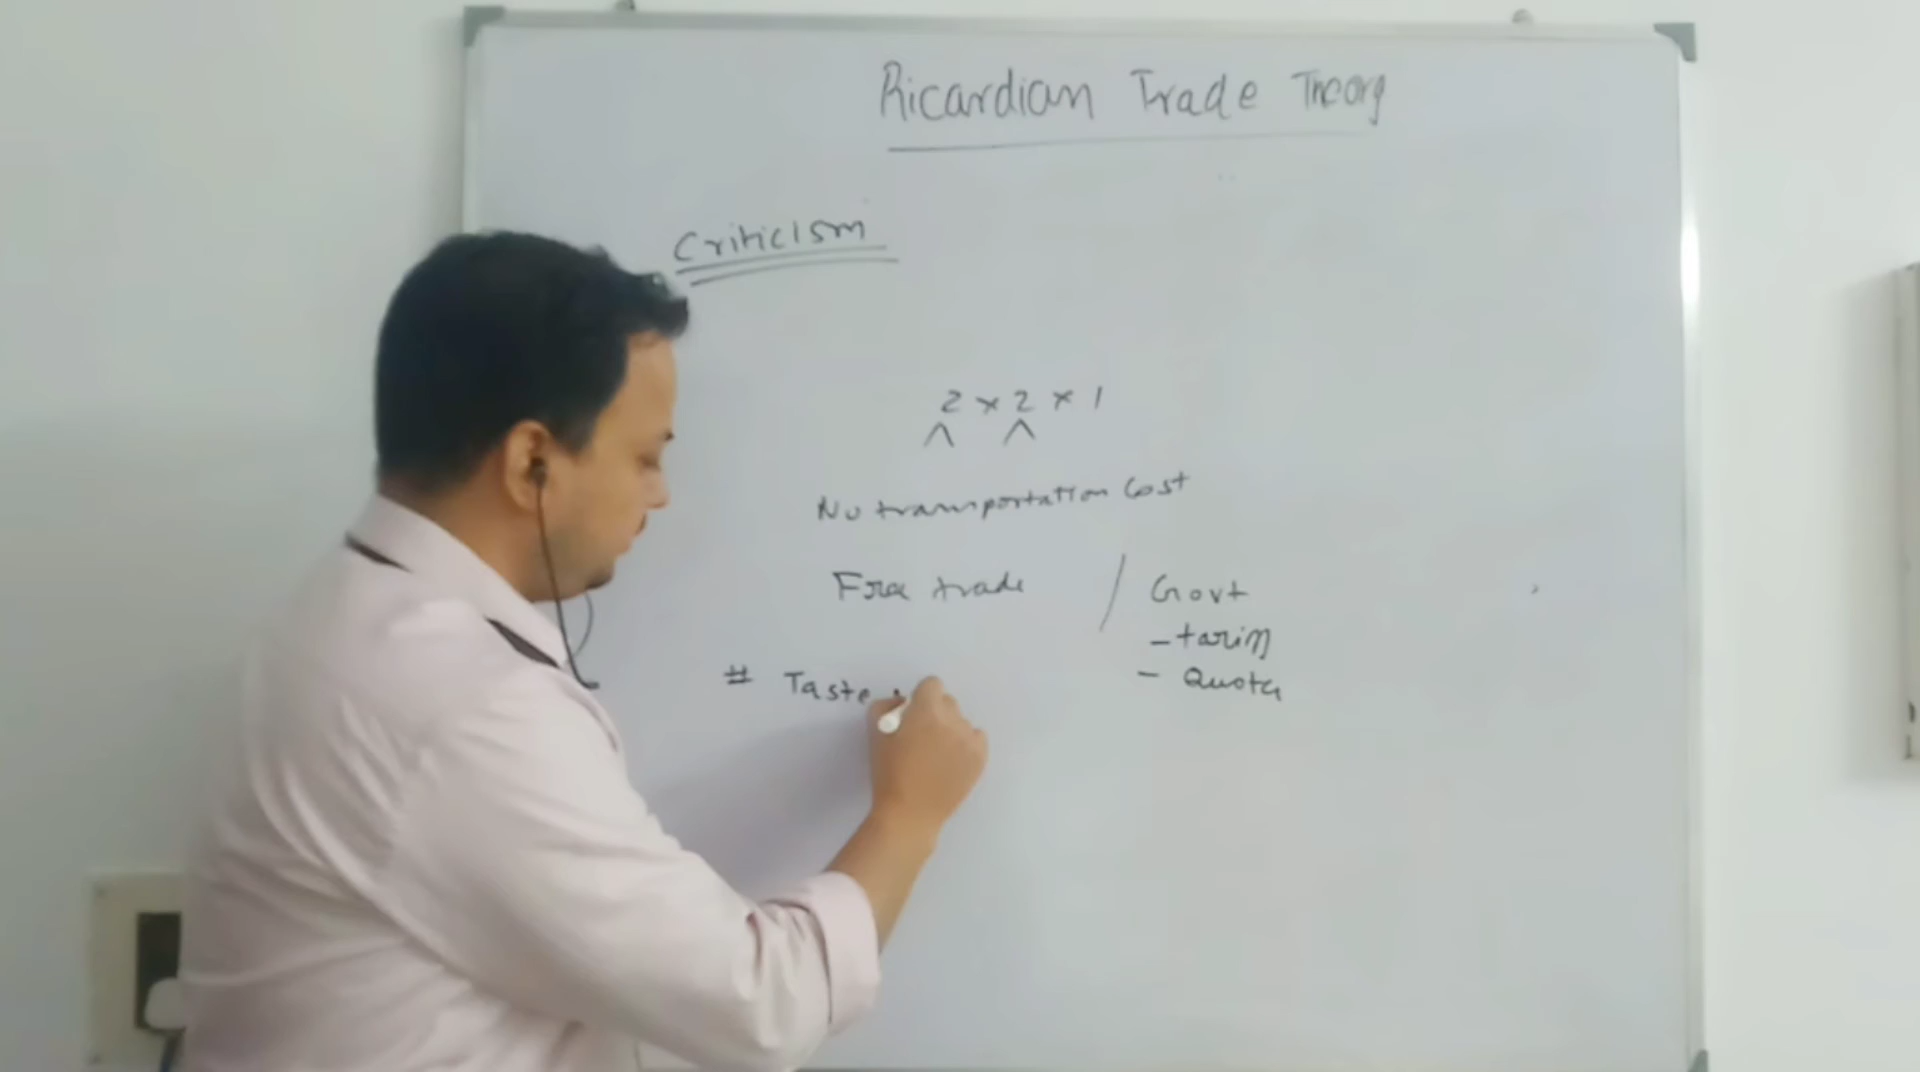 Ricardian Trade Theory
Criticism
2 x 2 x 1
No transportation Cost
Free trade / Govt
- tariff
- Quota
# Taste